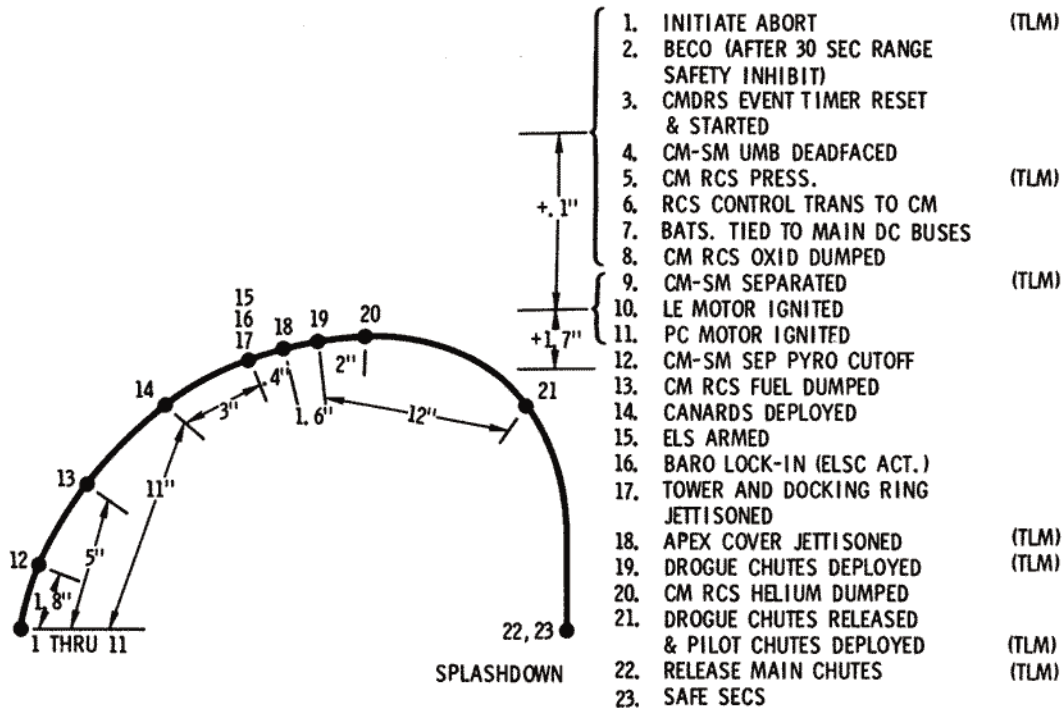 1. INITIATE ABORT (TLM)
2. BECO (AFTER 30 SEC RANGE
SAFETY INHIBIT)
3. CMDRS EVENT TIMER RESET
& STARTED
4. CM-SM UMB DEADFACED
5. CM RCS PRESS. (TLM)
6. RCS CONTROL TRANS TO CM
7. BATS. TIED TO MAIN DC BUSES
8. CM RCS OXID DUMPED
9. CM-SM SEPARATED (TLM)
10. LE MOTOR IGNITED
11. PC MOTOR IGNITED
12. CM-SM SEP PYRO CUTOFF
13. CM RCS FUEL DUMPED
14. CANARDS DEPLOYED
15. ELS ARMED
16. BARO LOCK-IN (ELSC ACT.)
17. TOWER AND DOCKING RING
JETTISONED
18. APEX COVER JETTISONED (TLM)
19. DROGUE CHUTES DEPLOYED (TLM)
20. CM RCS HELIUM DUMPED
21. DROGUE CHUTES RELEASED
& PILOT CHUTES DEPLOYED (TLM)
22. RELEASE MAIN CHUTES (TLM)
23. SAFE SECS
+.1"
+1.7"
15
16
17
18
19
20
14
.4"
2"
21
3"
1.6"
12"
13
11"
12
5"
1.8"
1 THRU 11
22, 23
SPLASHDOWN